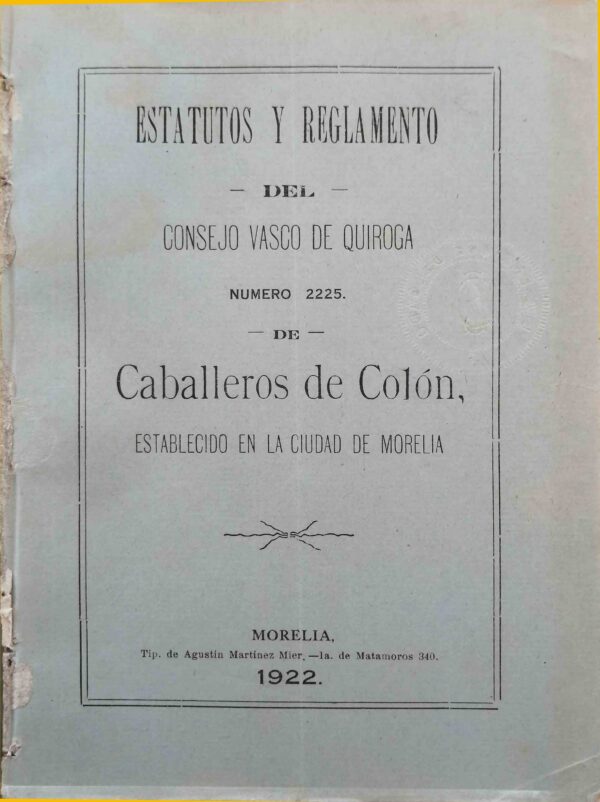 ESTATUTOS Y REGLAMENTO
— DEL —
CONSEJO VASCO DE QUIROGA
NUMERO 2225.
— DE —
Caballeros de Colón,
ESTABLECIDO EN LA CIUDAD DE MORELIA
MORELIA,
Tip. de Agustín Martínez Mier,—1a. de Matamoros 340.
1922.